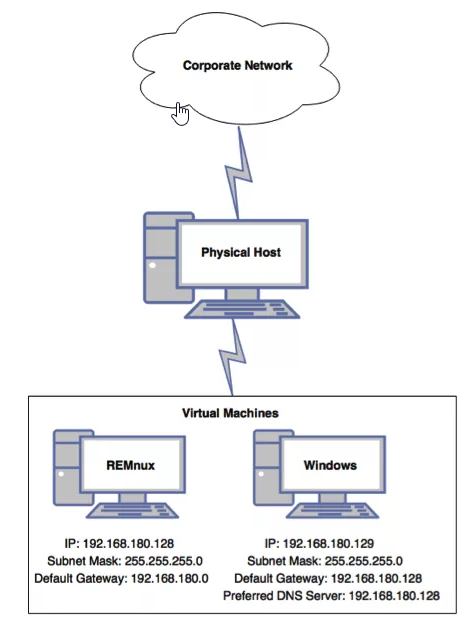 Corporate Network
Physical Host
Virtual Machines
REMnux
Windows
IP: 192.168.180.128
Subnet Mask: 255.255.255.0
Default Gateway: 192.168.180.0
IP: 192.168.180.129
Subnet Mask: 255.255.255.0
Default Gateway: 192.168.180.128
Preferred DNS Server: 192.168.180.128